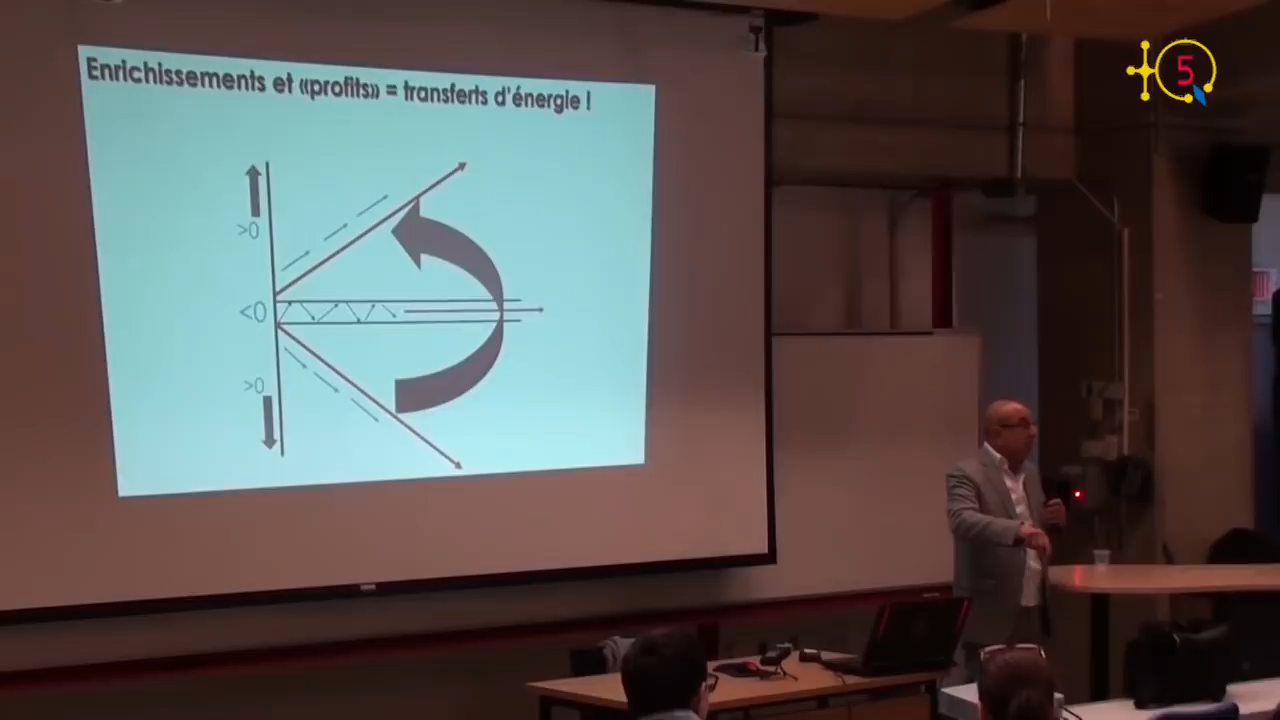 Enrichissements et «profits» = transferts d'énergie !
>0
<0
>0
5